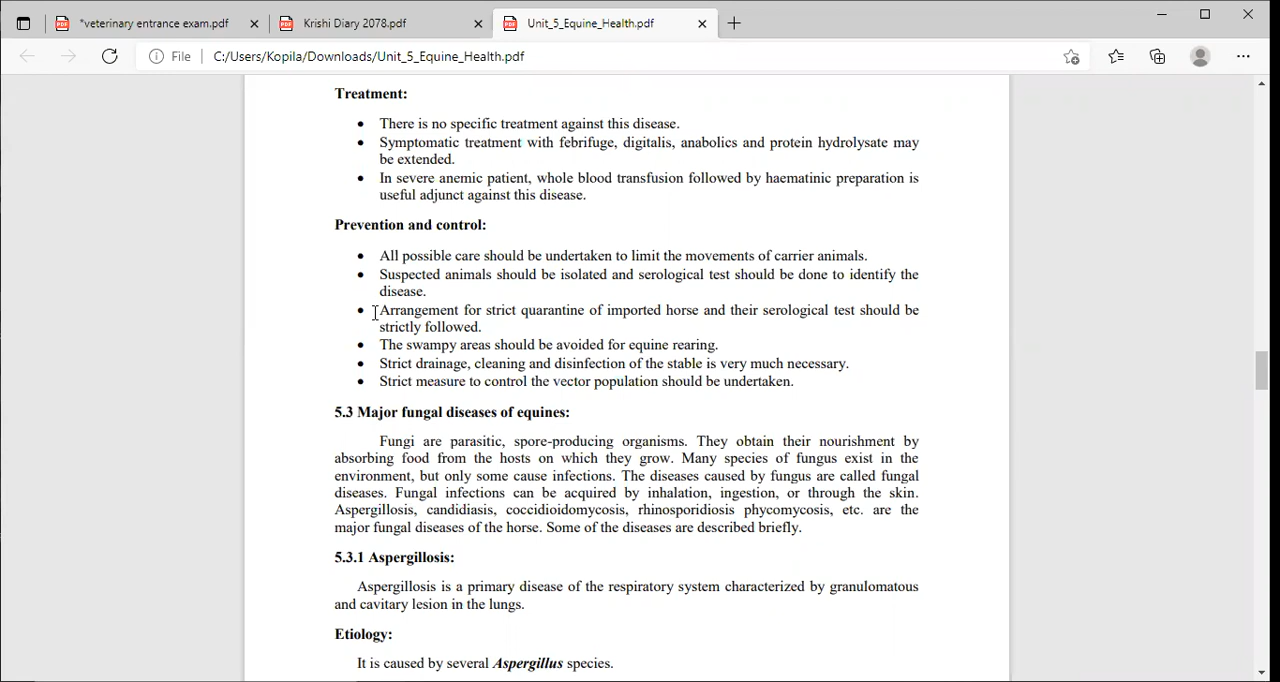 *veterinary entrance exam.pdf
Krishi Diary 2078.pdf
Unit_5_Equine_Health.pdf
File
C:/Users/Kopila/Downloads/Unit_5_Equine_Health.pdf
Treatment:
• There is no specific treatment against this disease.
• Symptomatic treatment with febrifuge, digitalis, anabolics and protein hydrolysate may
be extended.
• In severe anemic patient, whole blood transfusion followed by haematinic preparation is
useful adjunct against this disease.
Prevention and control:
• All possible care should be undertaken to limit the movements of carrier animals.
• Suspected animals should be isolated and serological test should be done to identify the
disease.
• Arrangement for strict quarantine of imported horse and their serological test should be
strictly followed.
• The swampy areas should be avoided for equine rearing.
• Strict drainage, cleaning and disinfection of the stable is very much necessary.
• Strict measure to control the vector population should be undertaken.
5.3 Major fungal diseases of equines:
Fungi are parasitic, spore-producing organisms. They obtain their nourishment by
absorbing food from the hosts on which they grow. Many species of fungus exist in the
environment, but only some cause infections. The diseases caused by fungus are called fungal
diseases. Fungal infections can be acquired by inhalation, ingestion, or through the skin.
Aspergillosis, candidiasis, coccidioidomycosis, rhinosporidiosis phycomycosis, etc. are the
major fungal diseases of the horse. Some of the diseases are described briefly.
5.3.1 Aspergillosis:
Aspergillosis is a primary disease of the respiratory system characterized by granulomatous
and cavitary lesion in the lungs.
Etiology:
It is caused by several Aspergillus species.